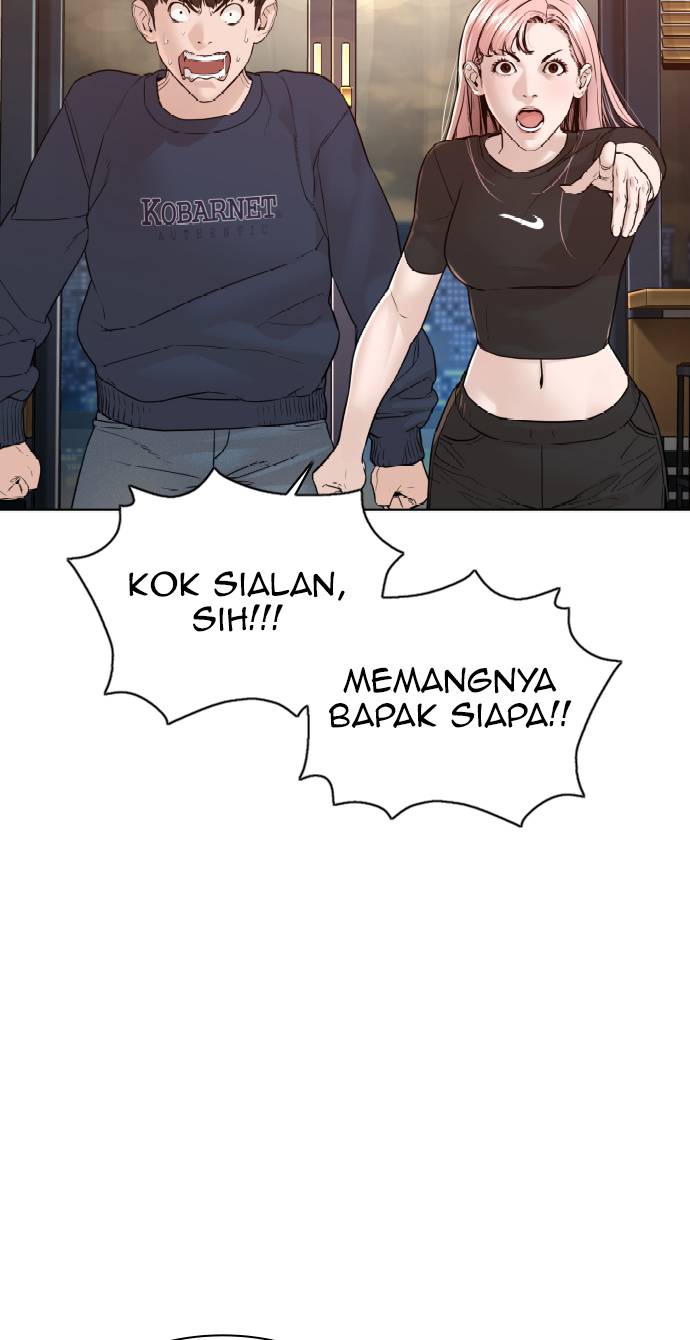 KOBARNET
AUTHENTIC
KOK SIALAN,
SIH!!!
MEMANGNYA
BAPAK SIAPA!!